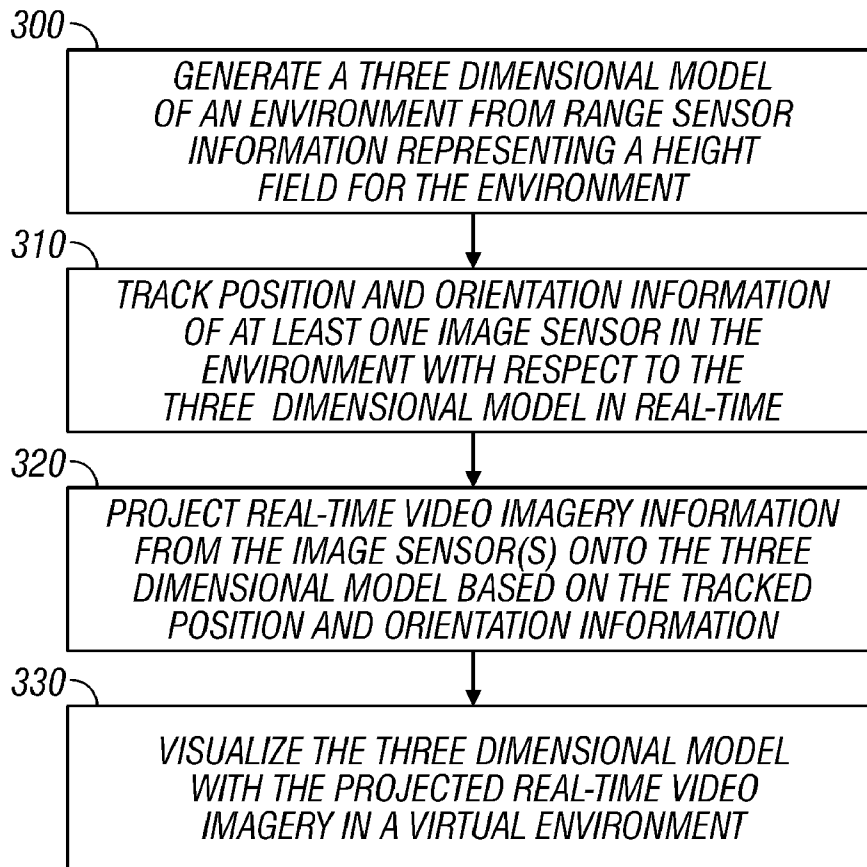 300
GENERATE A THREE DIMENSIONAL MODEL
OF AN ENVIRONMENT FROM RANGE SENSOR
INFORMATION REPRESENTING A HEIGHT
FIELD FOR THE ENVIRONMENT
310
TRACK POSITION AND ORIENTATION INFORMATION
OF AT LEAST ONE IMAGE SENSOR IN THE
ENVIRONMENT WITH RESPECT TO THE
THREE DIMENSIONAL MODEL IN REAL-TIME
320
PROJECT REAL-TIME VIDEO IMAGERY INFORMATION
FROM THE IMAGE SENSOR(S) ONTO THE THREE
DIMENSIONAL MODEL BASED ON THE TRACKED
POSITION AND ORIENTATION INFORMATION
330
VISUALIZE THE THREE DIMENSIONAL MODEL
WITH THE PROJECTED REAL-TIME VIDEO
IMAGERY IN A VIRTUAL ENVIRONMENT